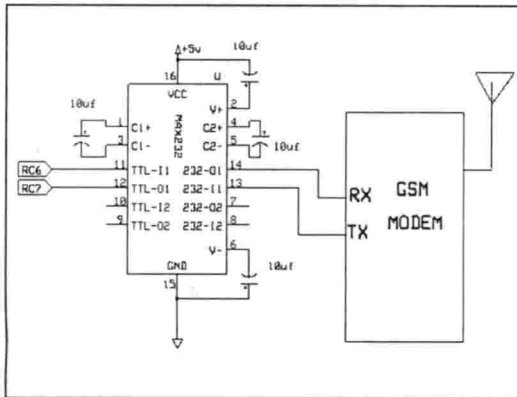 +5v
10uf
16
U
VCC
V+
2
10uf
1
C1+
C2+
4
3
C1-
C2-
5
10uf
MAX232
RC6
11
TTL-I1
232-O1
14
RC7
12
TTL-O1
232-I1
13
10
TTL-I2
232-O2
7
9
TTL-O2
232-I2
8
V-
6
GND
15
10uf
RX
TX
GSM
MODEM